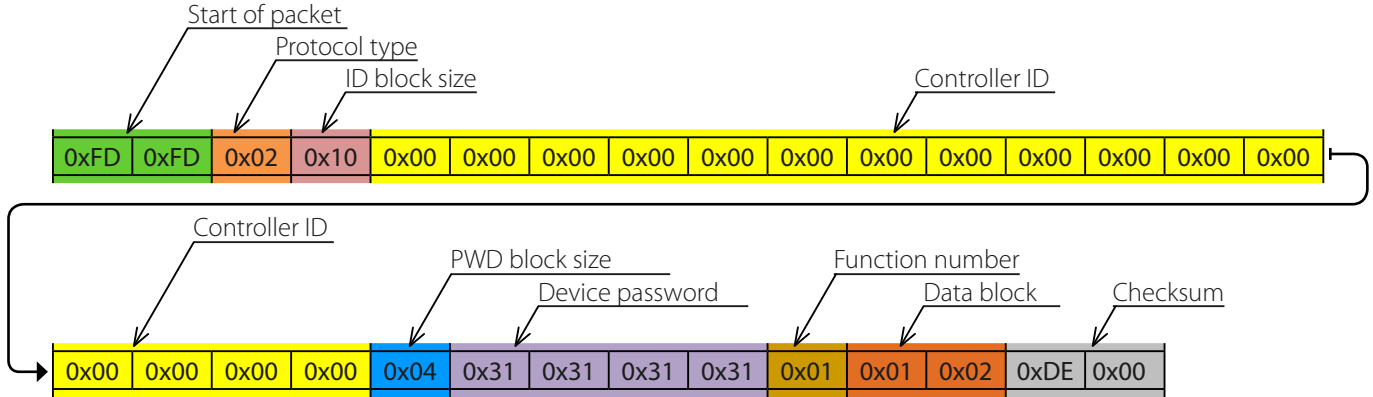 Start of packet
Protocol type
ID block size
Controller ID
0xFD 0xFD 0x02 0x10 0x00 0x00 0x00 0x00 0x00 0x00 0x00 0x00 0x00 0x00 0x00 0x00
Controller ID
PWD block size
Function number
Device password
Data block
Checksum
0x00 0x00 0x00 0x00 0x04 0x31 0x31 0x31 0x31 0x01 0x01 0x02 0xDE 0x00